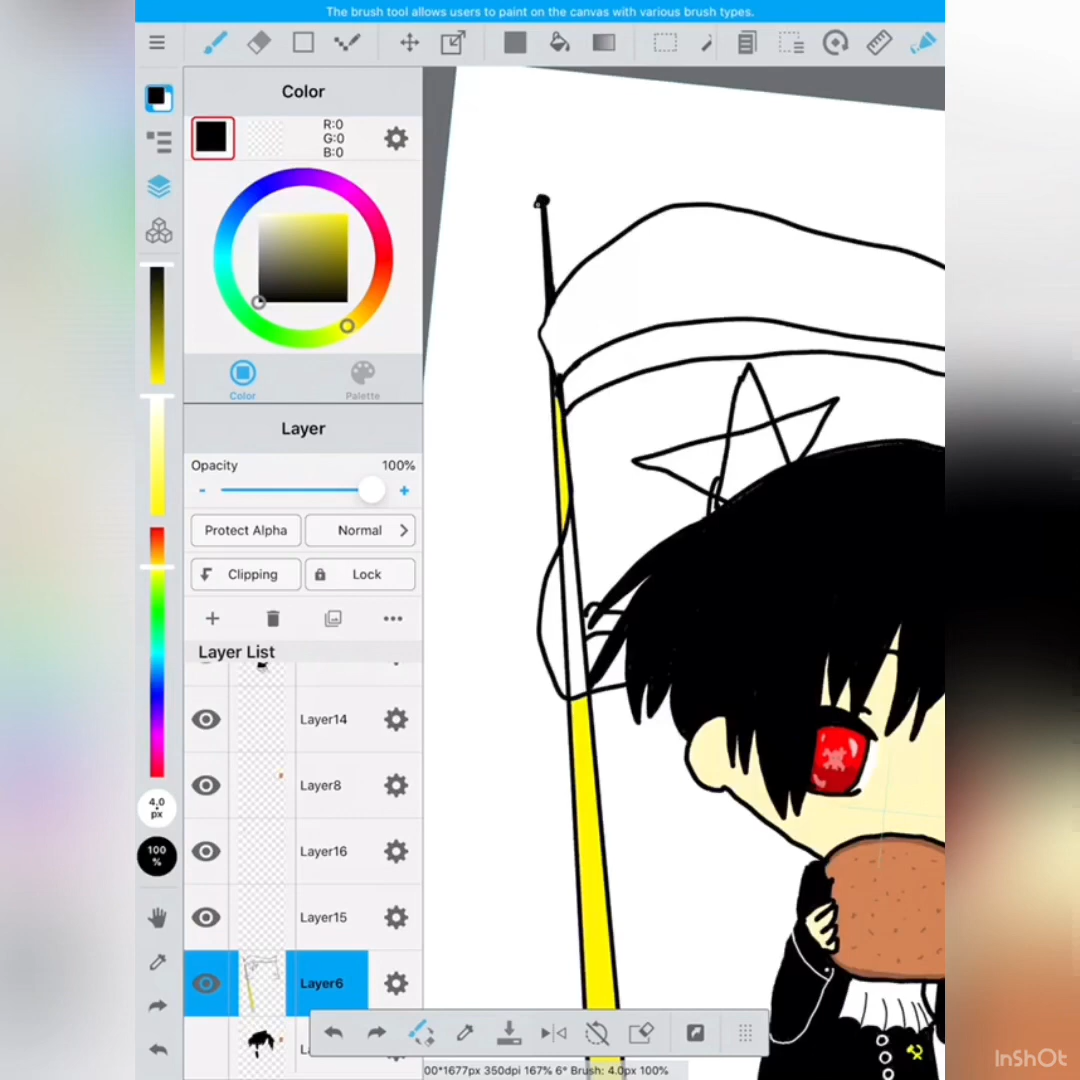 The brush tool allows users to paint on the canvas with various brush types.
Color
R:0
G:0
B:0
Color
Palette
Layer
Opacity
100%
-
+
Protect Alpha
Normal
Clipping
Lock
Layer List
Layer14
Layer8
Layer16
Layer15
Layer6
4.0
px
100
%
00*1677px 350dpi 167% 6° Brush: 4.0px 100%
InShOt